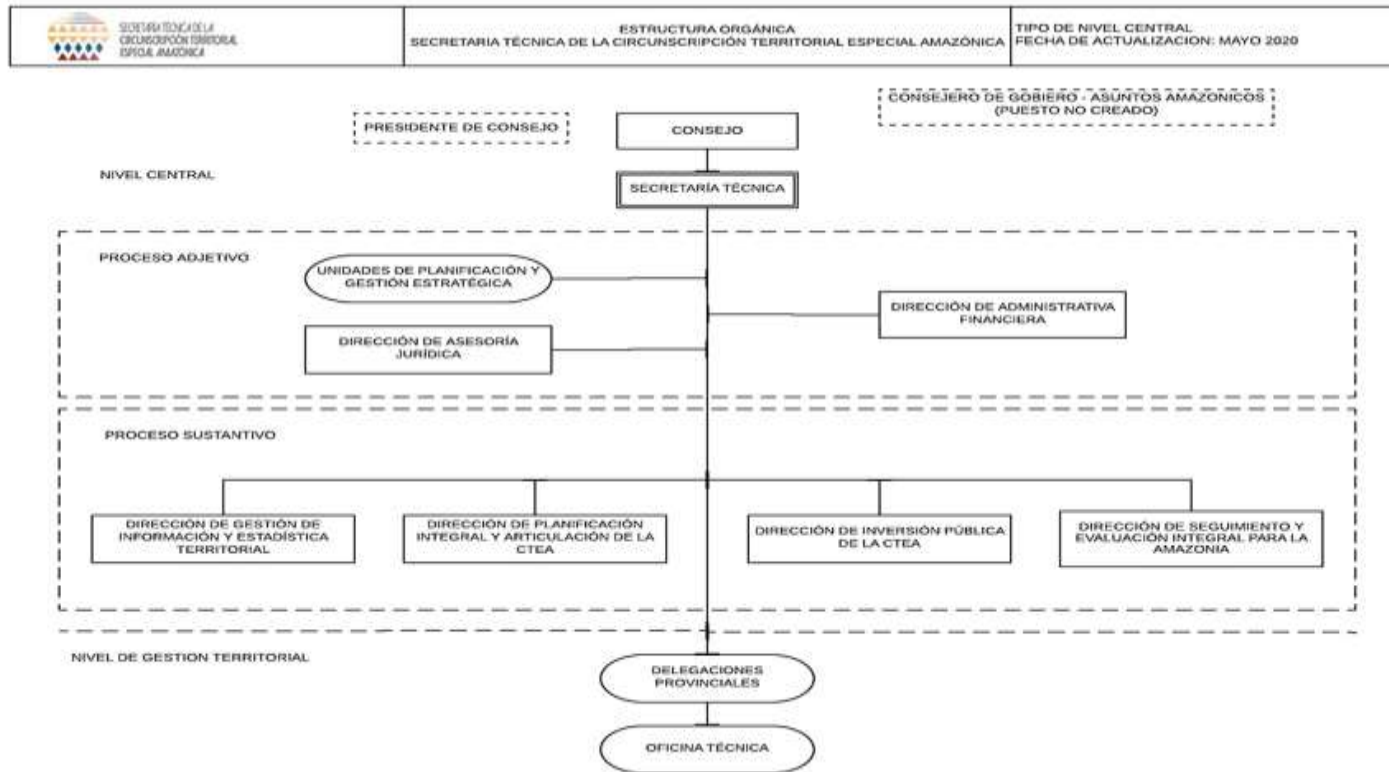 SECRETARÍA TÉCNICA DE LA
CIRCUNSCRIPCIÓN TERRITORIAL
ESPECIAL AMAZÓNICA
ESTRUCTURA ORGÁNICA
SECRETARIA TÉCNICA DE LA CIRCUNSCRIPCIÓN TERRITORIAL ESPECIAL AMAZÓNICA
TIPO DE NIVEL CENTRAL
FECHA DE ACTUALIZACION: MAYO 2020
CONSEJERO DE GOBIERO - ASUNTOS AMAZONICOS
(PUESTO NO CREADO)
PRESIDENTE DE CONSEJO
CONSEJO
NIVEL CENTRAL
SECRETARÍA TÉCNICA
PROCESO ADJETIVO
UNIDADES DE PLANIFICACIÓN Y
GESTIÓN ESTRATÉGICA
DIRECCIÓN DE ADMINISTRATIVA
FINANCIERA
DIRECCIÓN DE ASESORÍA
JURÍDICA
PROCESO SUSTANTIVO
DIRECCIÓN DE GESTIÓN DE
INFORMACIÓN Y ESTADÍSTICA
TERRITORIAL
DIRECCIÓN DE PLANIFICACIÓN
INTEGRAL Y ARTICULACIÓN DE LA
CTEA
DIRECCIÓN DE INVERSIÓN PÚBLICA
DE LA CTEA
DIRECCIÓN DE SEGUIMIENTO Y
EVALUACIÓN INTEGRAL PARA LA
AMAZONIA
NIVEL DE GESTION TERRITORIAL
DELEGACIONES
PROVINCIALES
OFICINA TÉCNICA